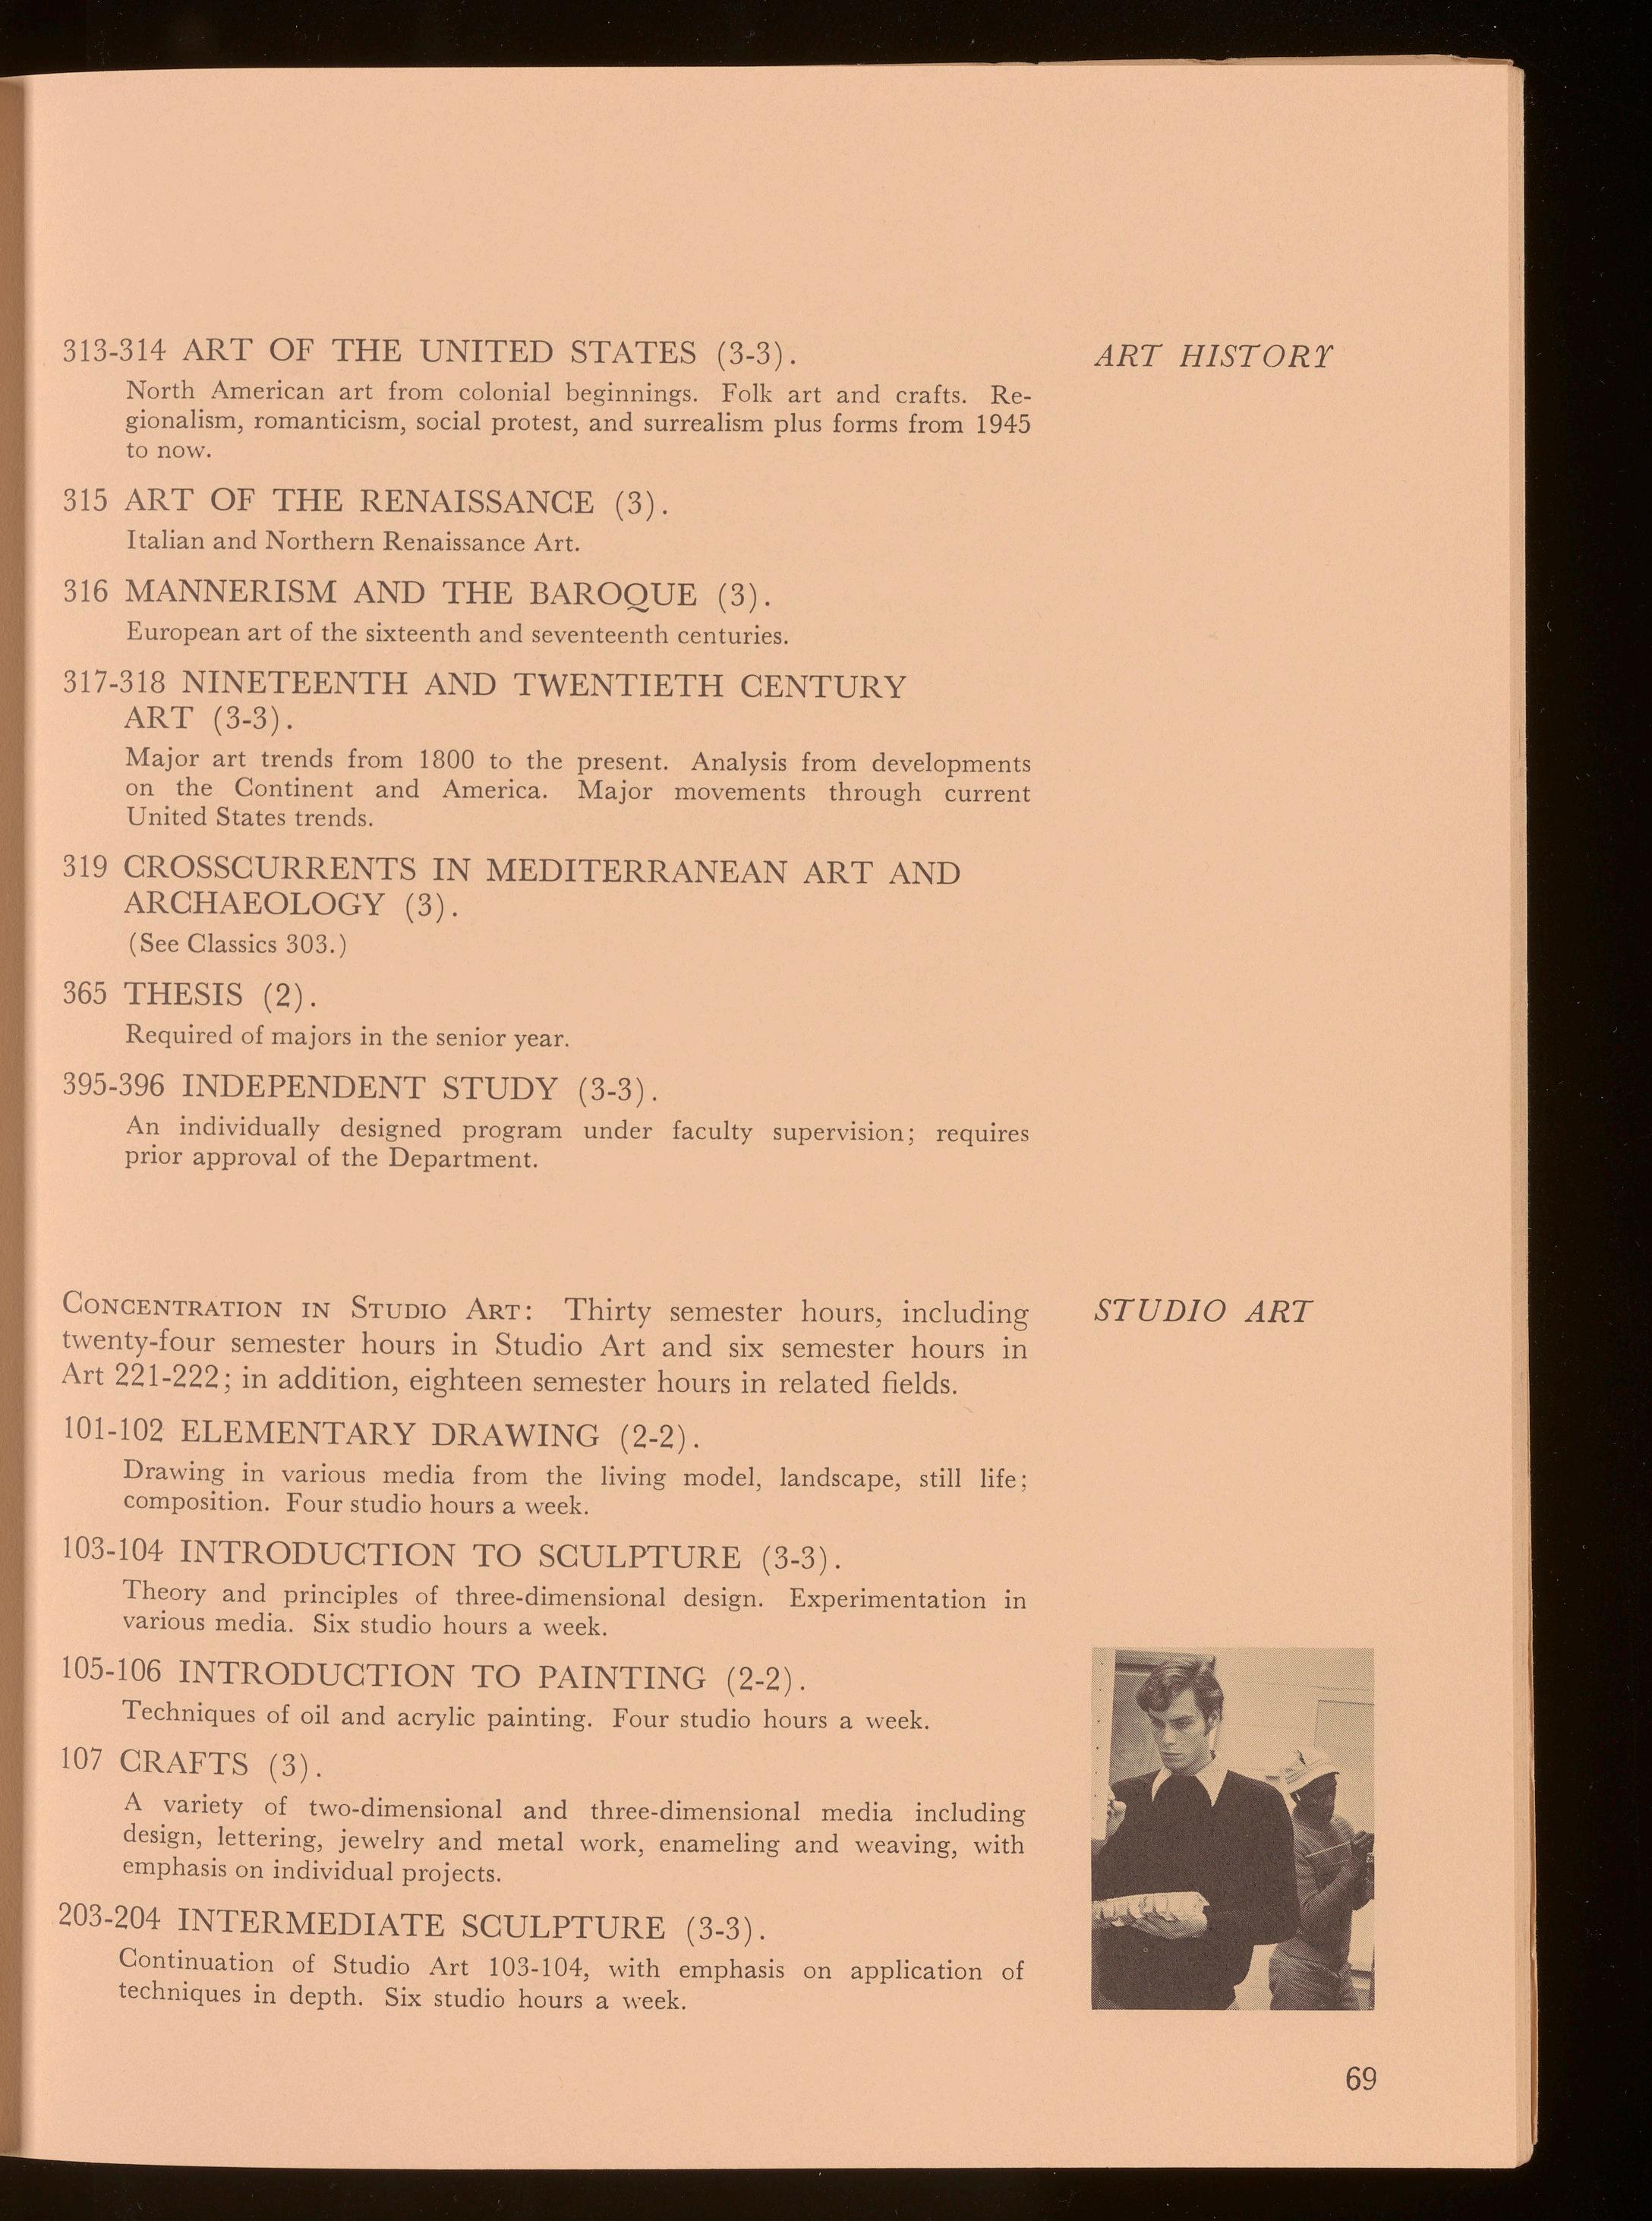 313-314 ART OF THE UNITED STATES (3-3).
ART HISTORY
North American art from colonial beginnings. Folk art and crafts. Re-
gionalism, romanticism, social protest, and surrealism plus forms from 1945
to now.
315 ART OF THE RENAISSANCE (3).
Italian and Northern Renaissance Art.
316 MANNERISM AND THE BAROQUE (3).
European art of the sixteenth and seventeenth centuries.
317-318 NINETEENTH AND TWENTIETH CENTURY
ART (3-3).
Major art trends from 1800 to the present. Analysis from developments
on the Continent and America. Major movements through current
United States trends.
319 CROSSCURRENTS IN MEDITERRANEAN ART AND
ARCHAEOLOGY (3).
(See Classics 303.)
365 THESIS (2).
Required of majors in the senior year.
395-396 INDEPENDENT STUDY (3-3).
An individually designed program under faculty supervision; requires
prior approval of the Department.
CONCENTRATION IN STUDIO ART: Thirty semester hours, including
STUDIO ART
twenty-four semester hours in Studio Art and six semester hours in
Art 221-222; in addition, eighteen semester hours in related fields.
101-102 ELEMENTARY DRAWING (2-2).
Drawing in various media from the living model, landscape, still life;
composition. Four studio hours a week.
103-104 INTRODUCTION TO SCULPTURE (3-3).
Theory and principles of three-dimensional design. Experimentation in
various media. Six studio hours a week.
105-106 INTRODUCTION TO PAINTING (2-2).
Techniques of oil and acrylic painting. Four studio hours a week.
107 CRAFTS (3).
A variety of two-dimensional and three-dimensional media including
design, lettering, jewelry and metal work, enameling and weaving, with
emphasis on individual projects.
203-204 INTERMEDIATE SCULPTURE (3-3).
Continuation of Studio Art 103-104, with emphasis on application of
techniques in depth. Six studio hours a week.
69